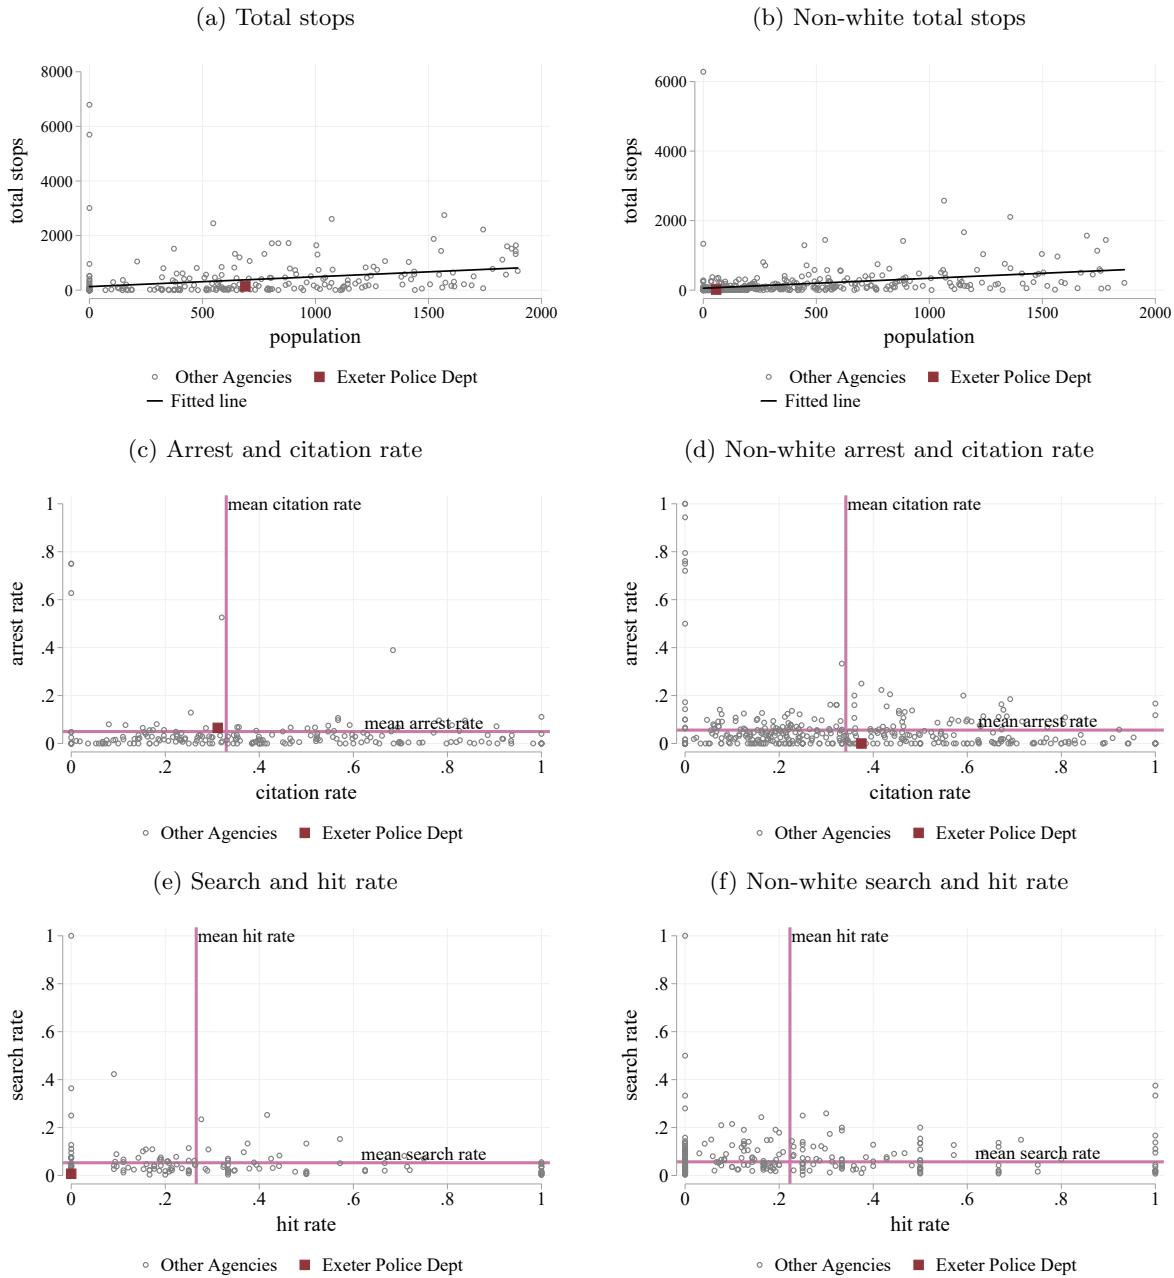 (a) Total stops
(b) Non-white total stops
8000
6000
4000
2000
0
total stops
0 500 1000 1500 2000
population
Other Agencies Exeter Police Dept
Fitted line
6000
4000
2000
0
total stops
0 500 1000 1500 2000
population
Other Agencies Exeter Police Dept
Fitted line
(c) Arrest and citation rate
(d) Non-white arrest and citation rate
1
.8
.6
.4
.2
0
arrest rate
mean citation rate
mean arrest rate
0 .2 .4 .6 .8 1
citation rate
Other Agencies Exeter Police Dept
1
.8
.6
.4
.2
0
arrest rate
mean citation rate
mean arrest rate
0 .2 .4 .6 .8 1
citation rate
Other Agencies Exeter Police Dept
(e) Search and hit rate
(f) Non-white search and hit rate
1
.8
.6
.4
.2
0
search rate
mean hit rate
mean search rate
0 .2 .4 .6 .8 1
hit rate
Other Agencies Exeter Police Dept
1
.8
.6
.4
.2
0
search rate
mean hit rate
mean search rate
0 .2 .4 .6 .8 1
hit rate
Other Agencies Exeter Police Dept